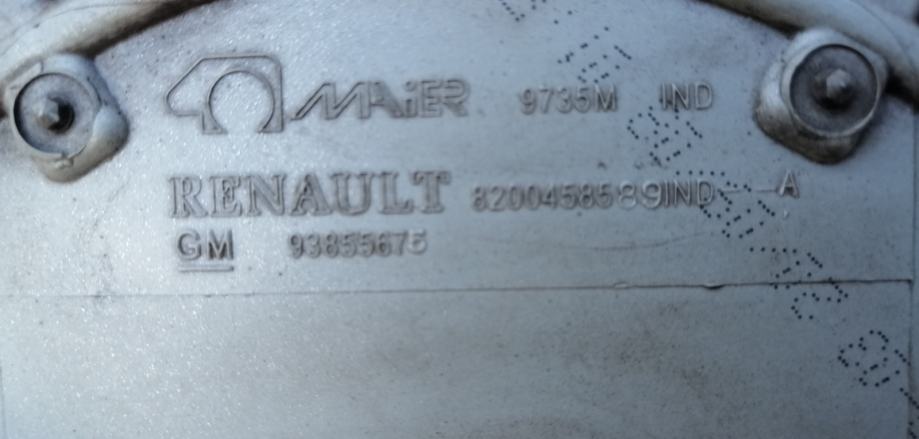 MAIER 9735M IND
RENAULT 8200458589IND--A
GM 93855675